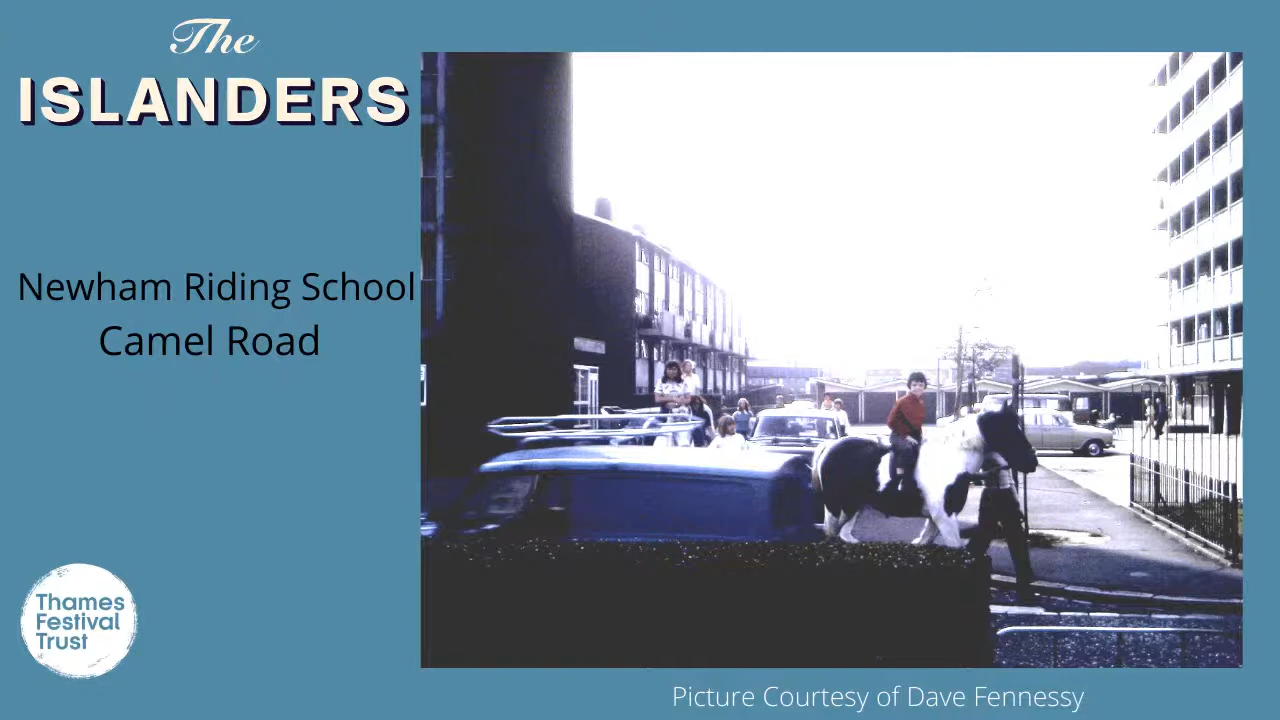 The
ISLANDERS
Newham Riding School
Camel Road
Thames
Festival
Trust
Picture Courtesy of Dave Fennessy